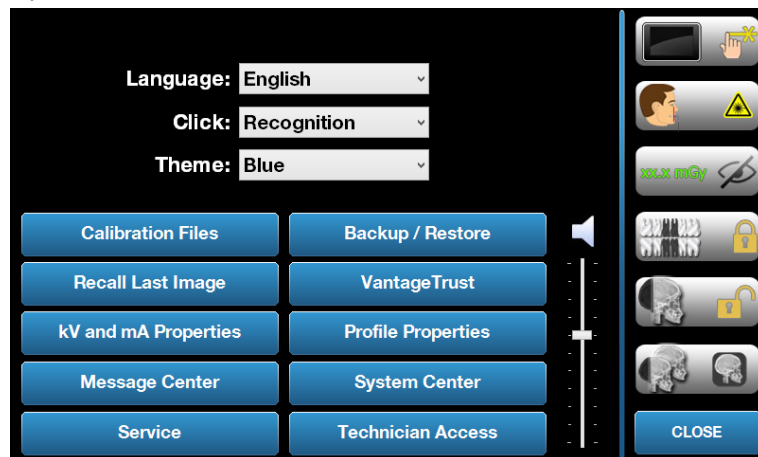 Language: English
Click: Recognition
Theme: Blue
Calibration Files
Backup / Restore
Recall Last Image
VantageTrust
kV and mA Properties
Profile Properties
Message Center
System Center
Service
Technician Access
xx.x mGy
CLOSE